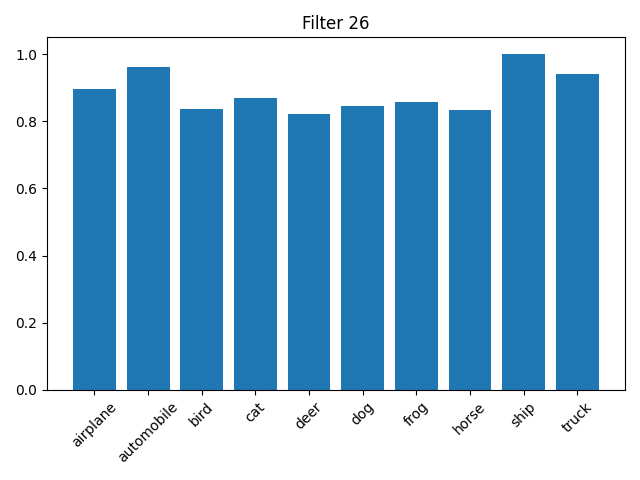 Filter 26
1.0
0.8
0.6
0.4
0.2
0.0
airplane
automobile
bird
cat
deer
dog
frog
horse
ship
truck